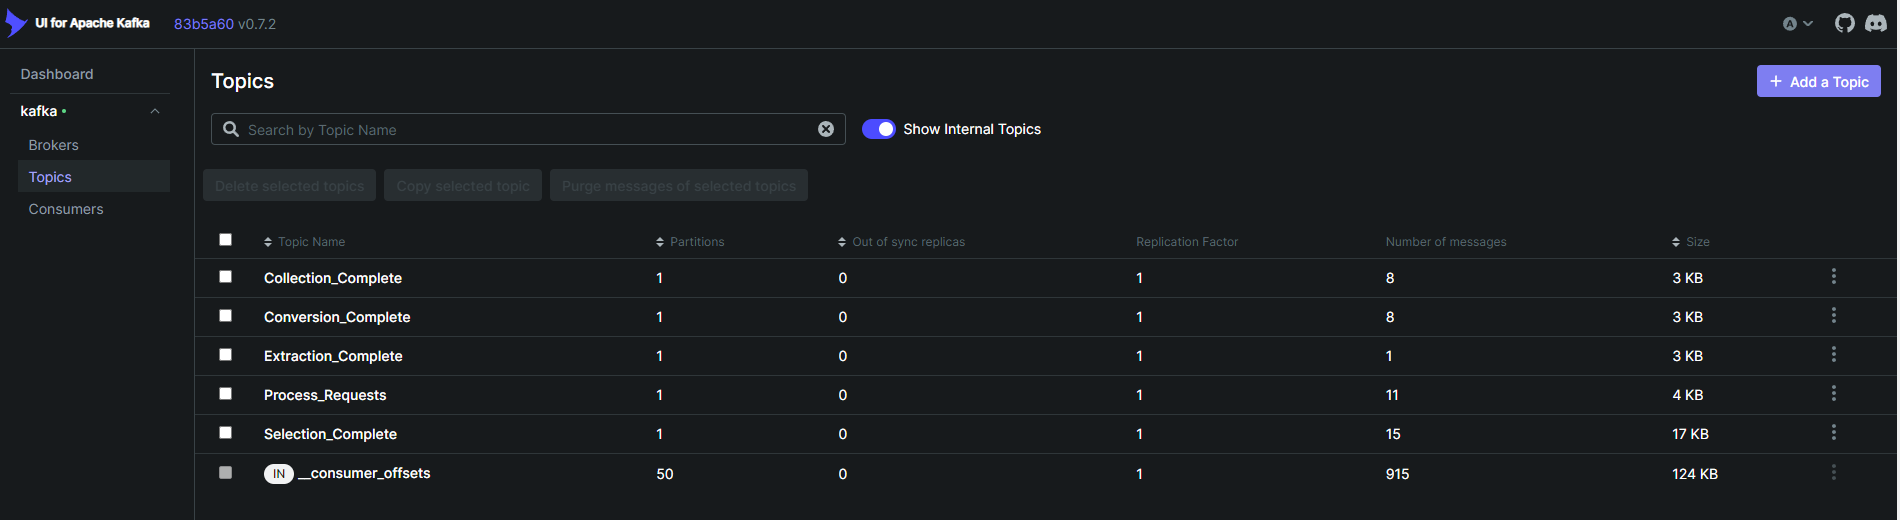 UI for Apache Kafka 83b5a60 v0.7.2 A
Dashboard
kafka
Brokers
Topics
Consumers
Topics
+ Add a Topic
Search by Topic Name
Show Internal Topics
Delete selected topics Copy selected topic Purge messages of selected topics
Topic Name Partitions Out of sync replicas Replication Factor Number of messages Size
Collection_Complete 1 0 1 8 3 KB
Conversion_Complete 1 0 1 8 3 KB
Extraction_Complete 1 0 1 1 3 KB
Process_Requests 1 0 1 11 4 KB
Selection_Complete 1 0 1 15 17 KB
IN __consumer_offsets 50 0 1 915 124 KB